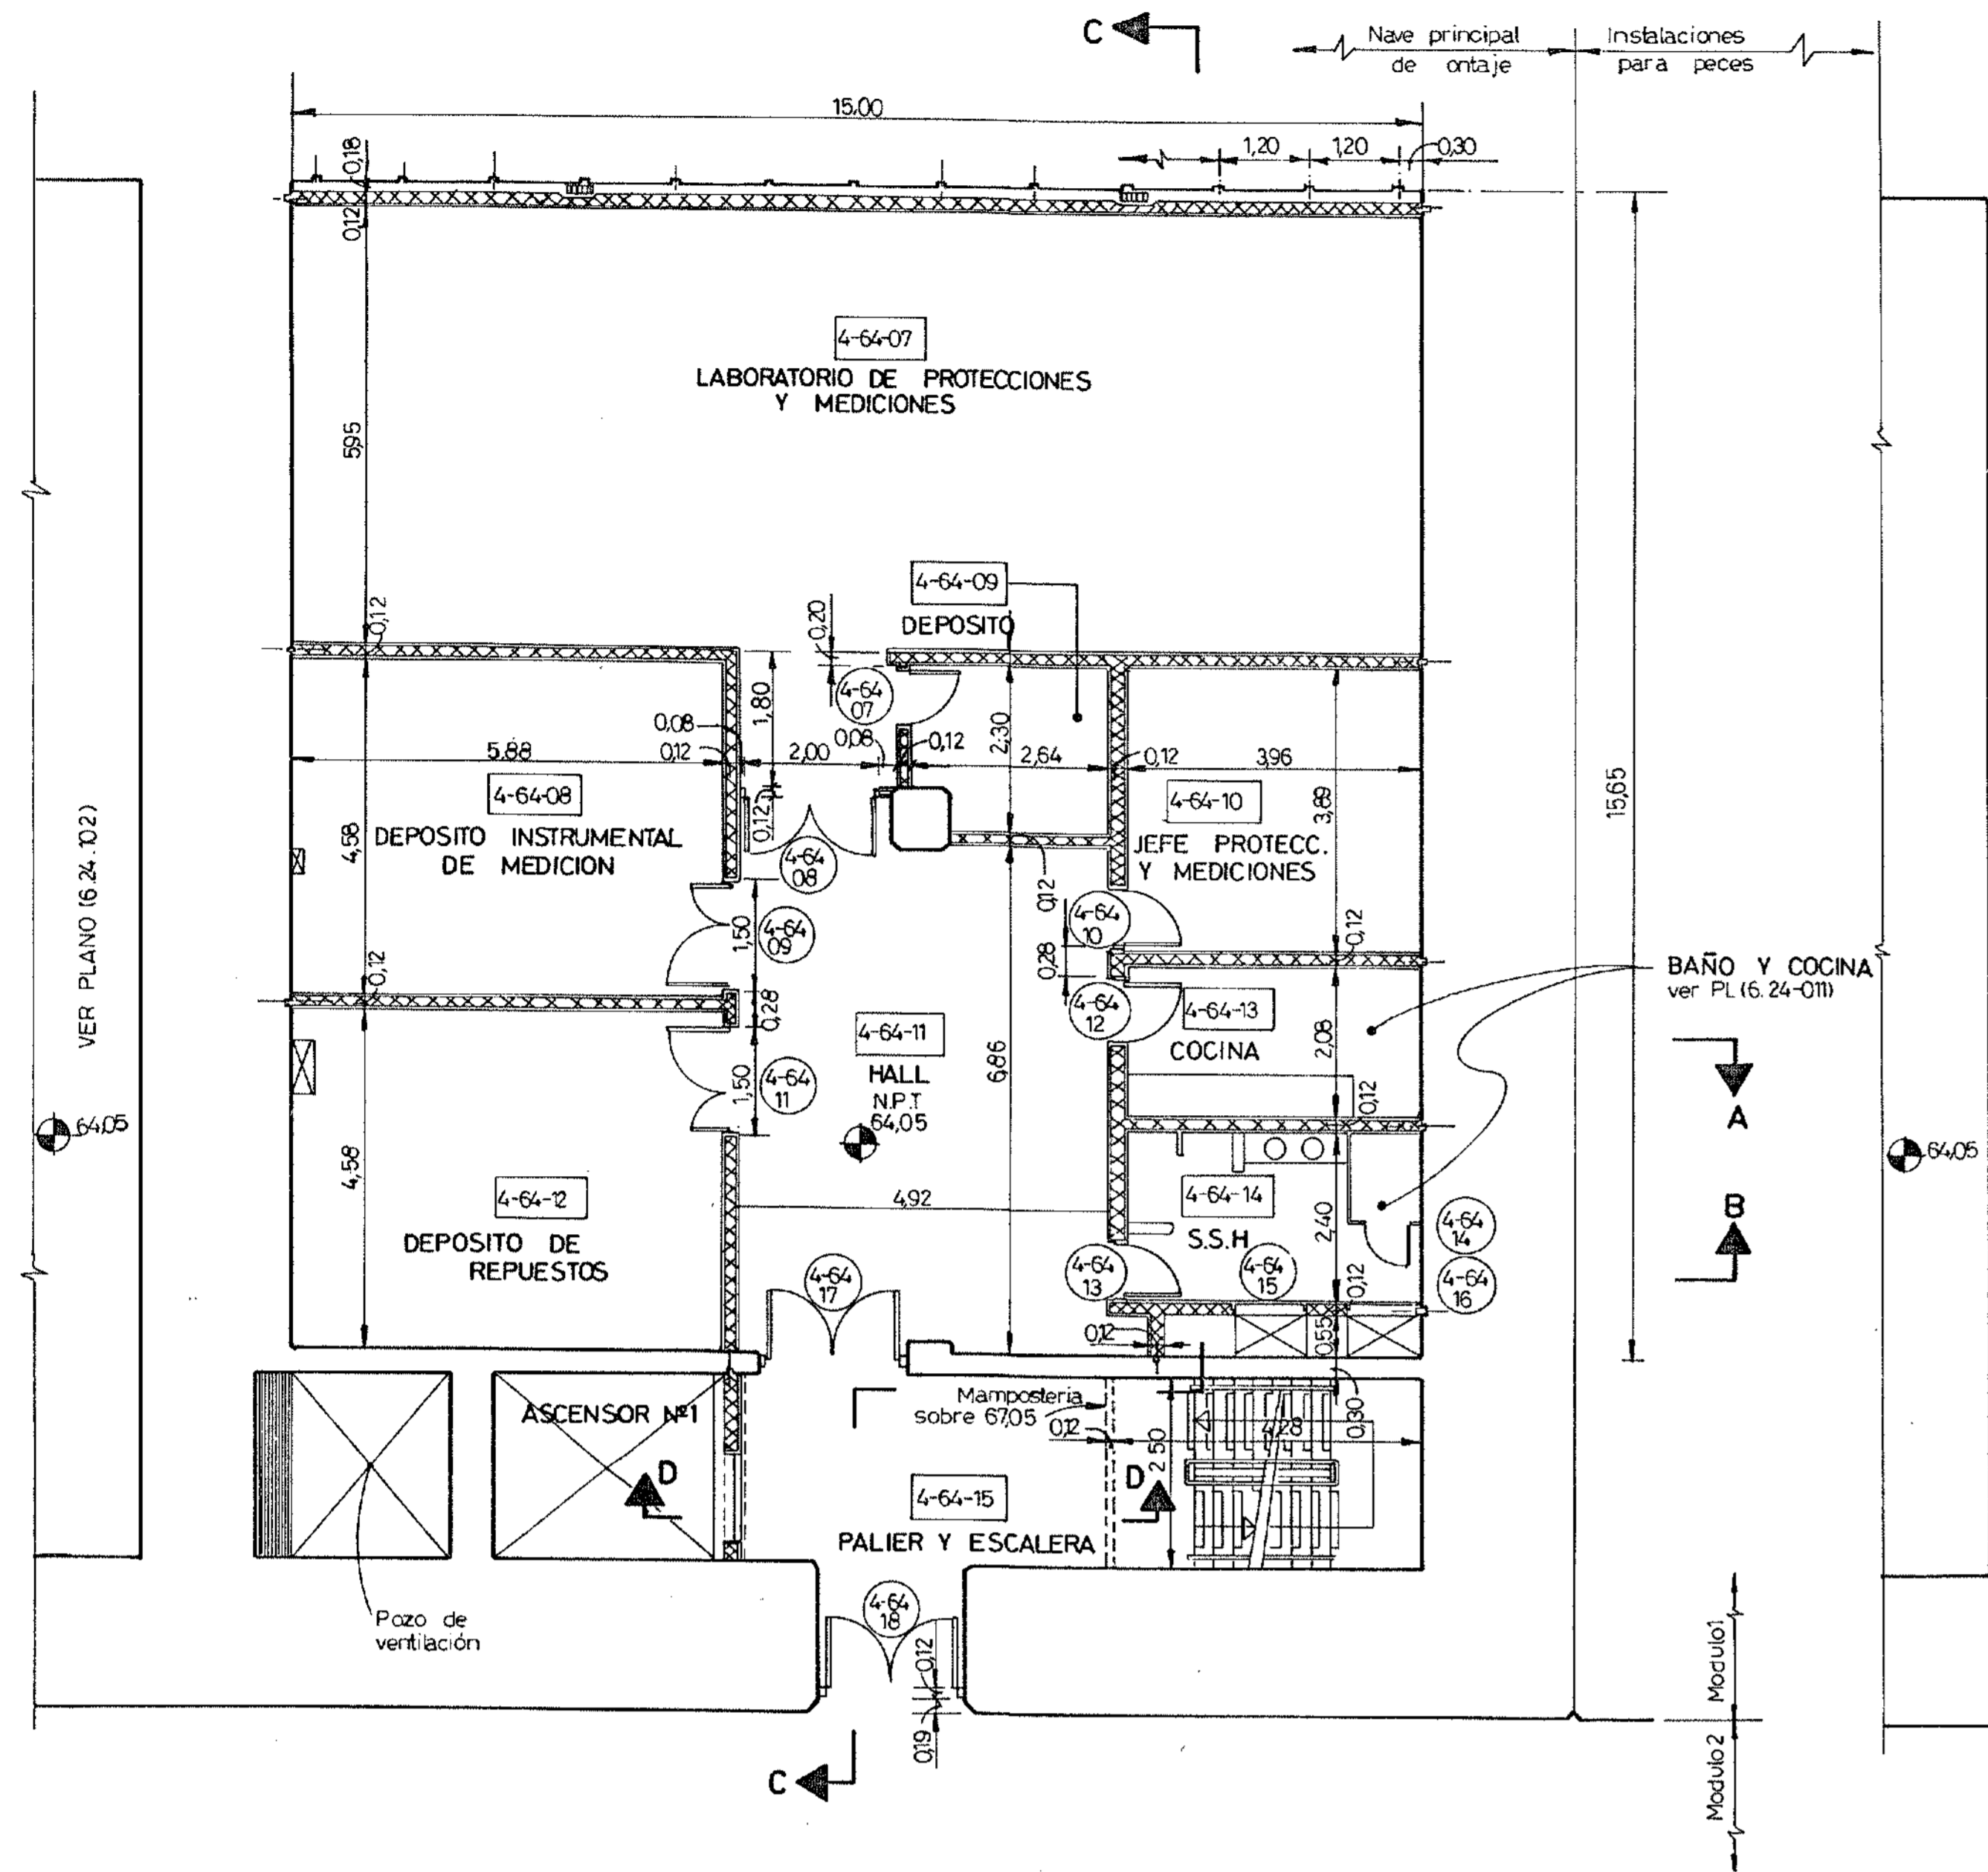 C
Nave principal
de ontaje
Instalaciones
para peces
15,00
1,20
1,20
0,30
0,18
0,12
4-64-07
LABORATORIO DE PROTECCIONES
Y MEDICIONES
5,95
4-64-09
DEPOSITO
0,12
0,20
4-64
07
1,80
0,08
0,08
0,12
2,30
5,88
0,12
2,00
2,64
0,12
3,96
4-64-08
4-64-10
3,89
15,65
DEPOSITO INSTRUMENTAL
DE MEDICION
4,58
0,12
4-64
08
JEFE PROTECC.
Y MEDICIONES
0,12
VER PLANO (6.24.102)
1,50
4-64
09
4-64
10
0,28
0,12
0,12
0,28
BAÑO Y COCINA
ver PL (6.24-011)
4-64
12
4-64-13
COCINA
2,08
4-64-11
HALL
N.P.T
64,05
6,86
1,50
4-64
11
0,12
A
64,05
64,05
4,58
4-64-12
DEPOSITO DE
REPUESTOS
4,92
4-64-14
S.S.H
2,40
4-64
14
B
4-64
13
4-64
15
4-64
16
0,12
4-64
17
0,12
0,55
ASCENSOR Nº1
Mamposteria
sobre 67,05
0,12
2 50
4,28
0,30
D
D
4-64-15
PALIER Y ESCALERA
Pozo de
ventilación
4-64
18
0,12
0,19
C
Modulo1
Modulo2